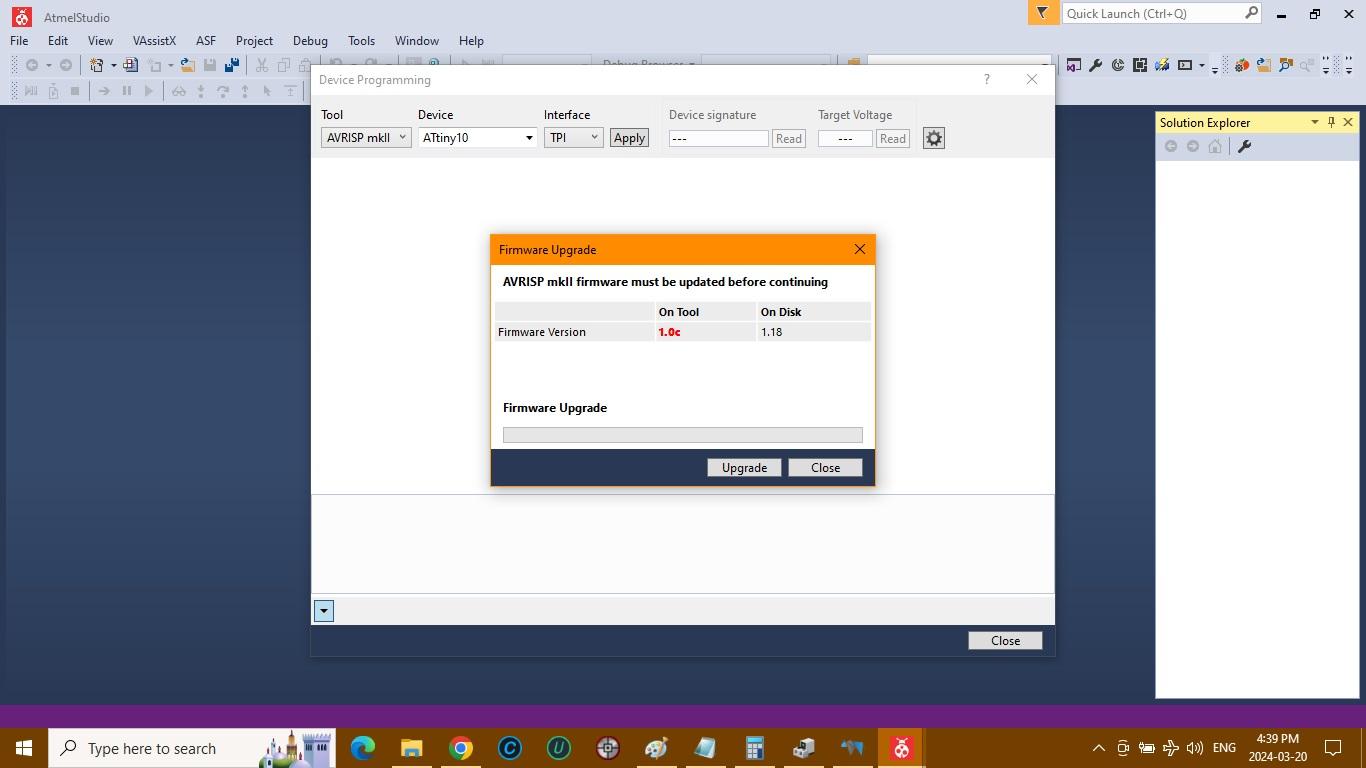 AtmelStudio
Quick Launch (Ctrl+Q)
File Edit View VAssistX ASF Project Debug Tools Window Help
Debug Browser
Device Programming
?
Tool Device Interface Device signature Target Voltage
AVRISP mkII ATtiny10 TPI Apply --- Read --- Read
Solution Explorer
Firmware Upgrade
AVRISP mkII firmware must be updated before continuing
On Tool On Disk
Firmware Version 1.0c 1.18
Firmware Upgrade
Upgrade Close
Close
Type here to search
ENG
4:39 PM
2024-03-20